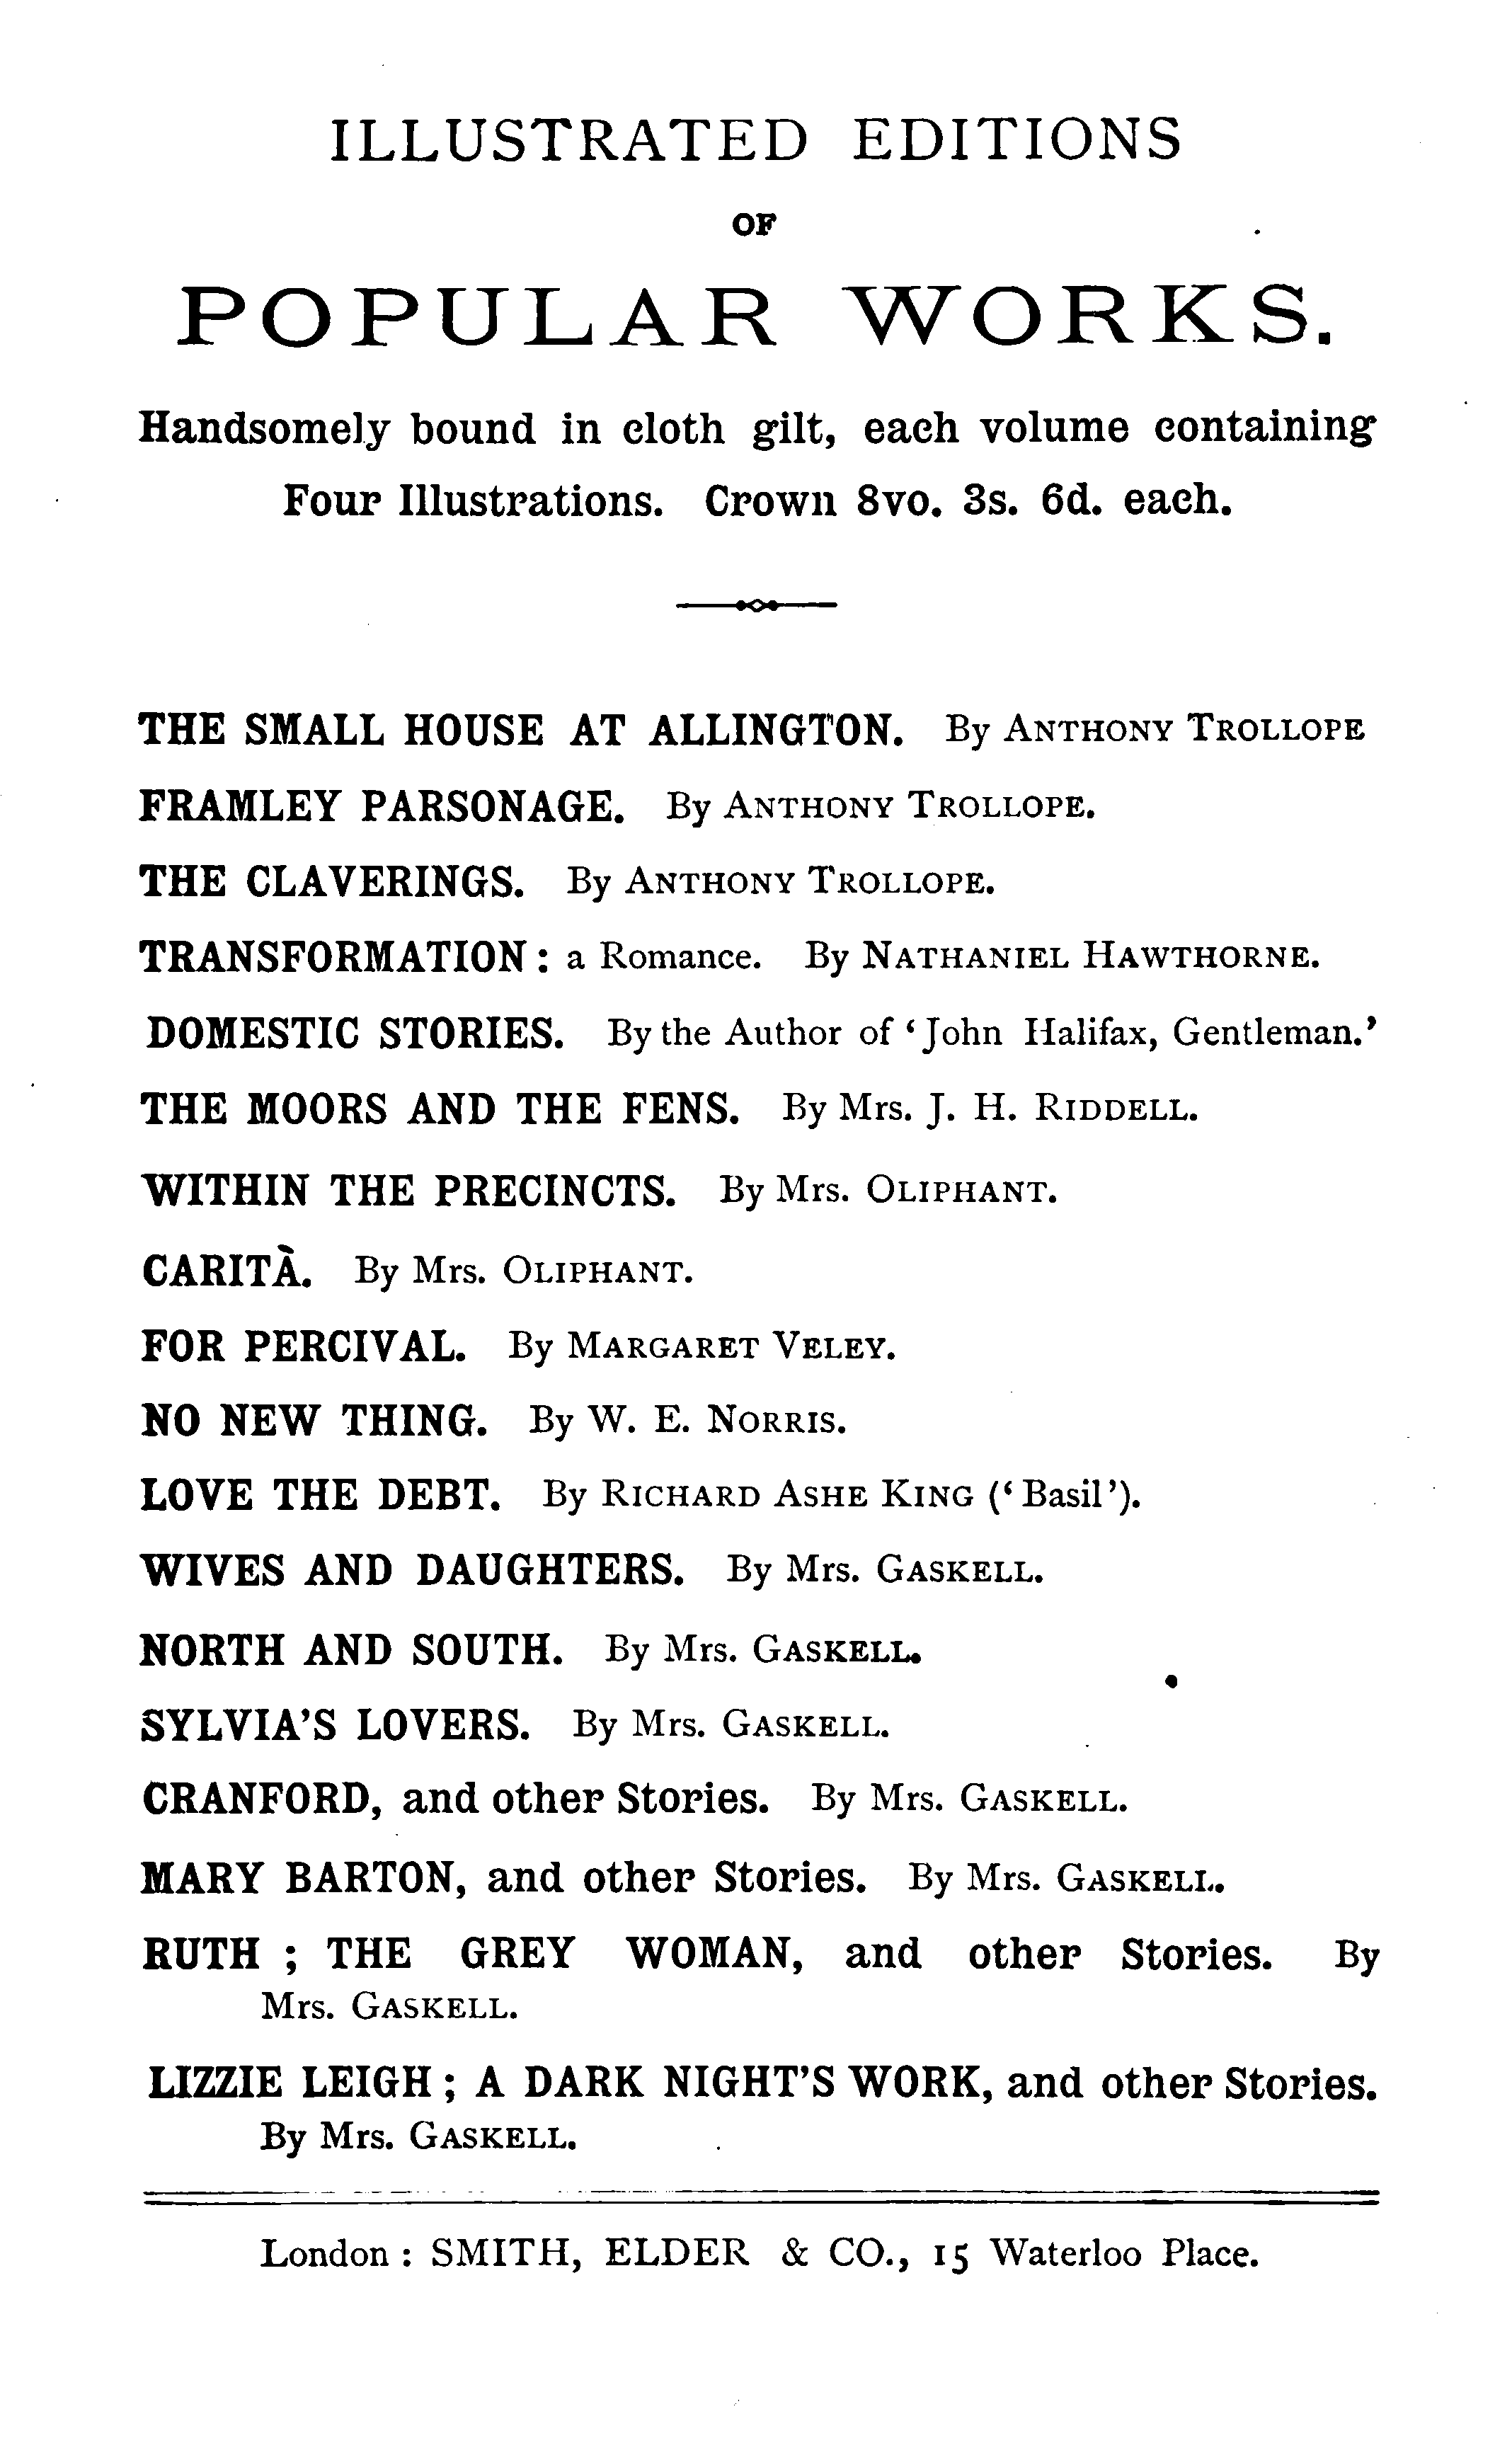 ILLUSTRATED EDITIONS
OF
POPULAR WORKS.
Handsomely bound in cloth gilt, each volume containing
Four Illustrations. Crown 8vo. 3s. 6d. each.
THE SMALL HOUSE AT ALLINGTON. By ANTHONY TROLLOPE
FRAMLEY PARSONAGE. By ANTHONY TROLLOPE.
THE CLAVERINGS. By ANTHONY TROLLOPE.
TRANSFORMATION: a Romance. By NATHANIEL HAWTHORNE.
DOMESTIC STORIES. By the Author of ‘John Halifax, Gentleman.’
THE MOORS AND THE FENS. By Mrs. J. H. RIDDELL.
WITHIN THE PRECINCTS. By Mrs. OLIPHANT.
CARITÀ. By Mrs. OLIPHANT.
FOR PERCIVAL. By MARGARET VELEY.
NO NEW THING. By W. E. NORRIS.
LOVE THE DEBT. By RICHARD ASHE KING (‘Basil’).
WIVES AND DAUGHTERS. By Mrs. GASKELL.
NORTH AND SOUTH. By Mrs. GASKELL.
SYLVIA’S LOVERS. By Mrs. GASKELL.
CRANFORD, and other Stories. By Mrs. GASKELL.
MARY BARTON, and other Stories. By Mrs. GASKELL.
RUTH ; THE GREY WOMAN, and other Stories. By
Mrs. GASKELL.
LIZZIE LEIGH ; A DARK NIGHT’S WORK, and other Stories.
By Mrs. GASKELL.
London : SMITH, ELDER & CO., 15 Waterloo Place.